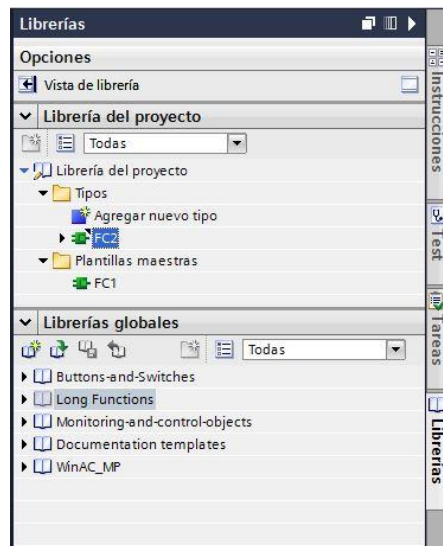 Librerías
Opciones
Vista de librería
Librería del proyecto
Todas
Librería del proyecto
Tipos
Agregar nuevo tipo
FC2
Plantillas maestras
FC1
Librerías globales
Todas
Buttons-and-Switches
Long Functions
Monitoring-and-control-objects
Documentation templates
WinAC_MP
Instrucciones
Test
Tareas
Librerías